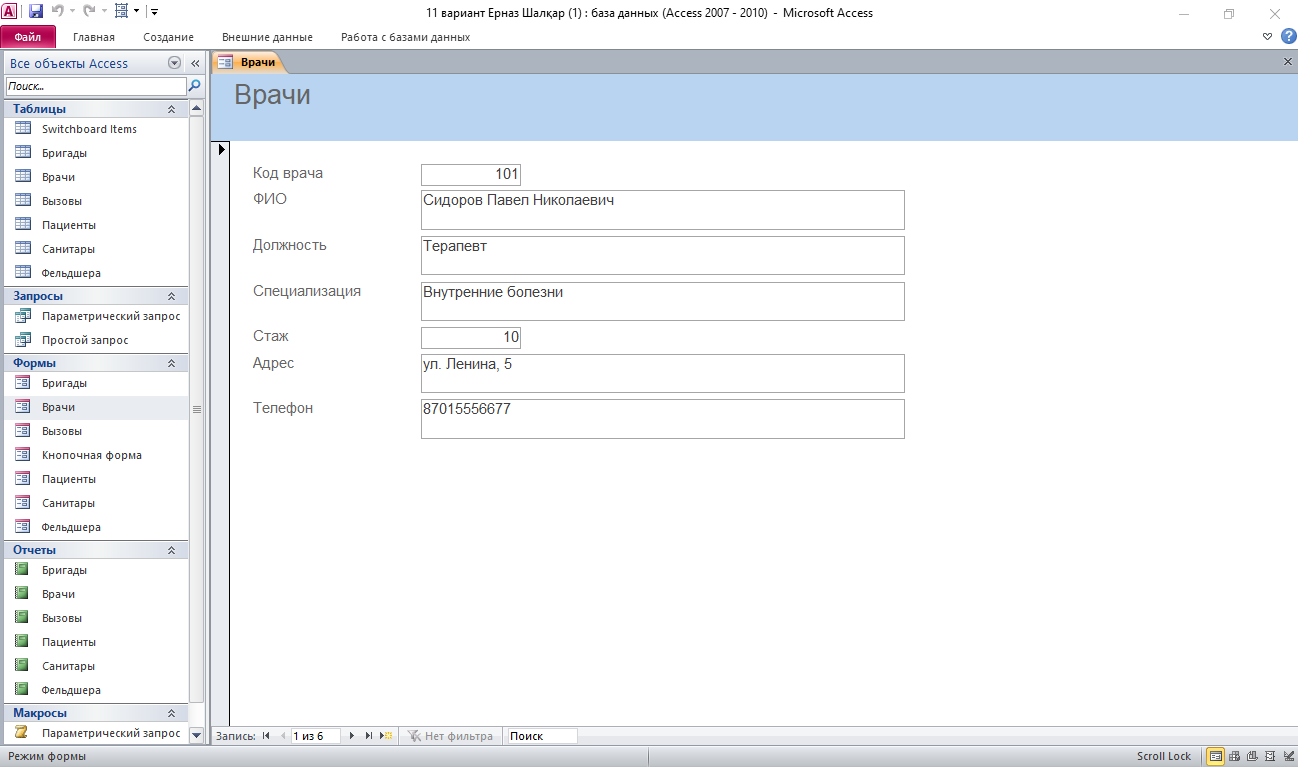 11 вариант Ерназ Шалқар (1) : база данных (Access 2007 - 2010) - Microsoft Access
Файл Главная Создание Внешние данные Работа с базами данных
Все объекты Access
Поиск...
Таблицы
Switchboard Items
Бригады
Врачи
Вызовы
Пациенты
Санитары
Фельдшера
Запросы
Параметрический запрос
Простой запрос
Формы
Бригады
Врачи
Вызовы
Кнопочная форма
Пациенты
Санитары
Фельдшера
Отчеты
Бригады
Врачи
Вызовы
Пациенты
Санитары
Фельдшера
Макросы
Параметрический запрос
Врачи
Врачи
Код врача 101
ФИО Сидоров Павел Николаевич
Должность Терапевт
Специализация Внутренние болезни
Стаж 10
Адрес ул. Ленина, 5
Телефон 87015556677
Запись: 1 из 6 Нет фильтра Поиск
Режим формы Scroll Lock